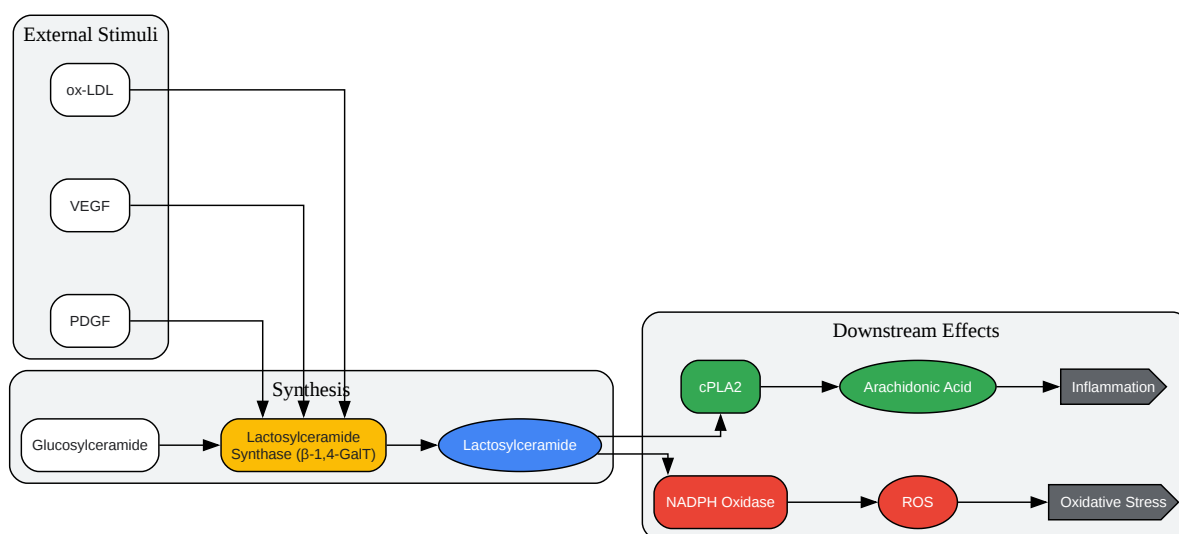 External Stimuli
ox-LDL
VEGF
PDGF
Synthesis
Glucosylceramide
Lactosylceramide
Synthase (β-1,4-GalT)
Lactosylceramide
Downstream Effects
cPLA2
Arachidonic Acid
Inflammation
NADPH Oxidase
ROS
Oxidative Stress